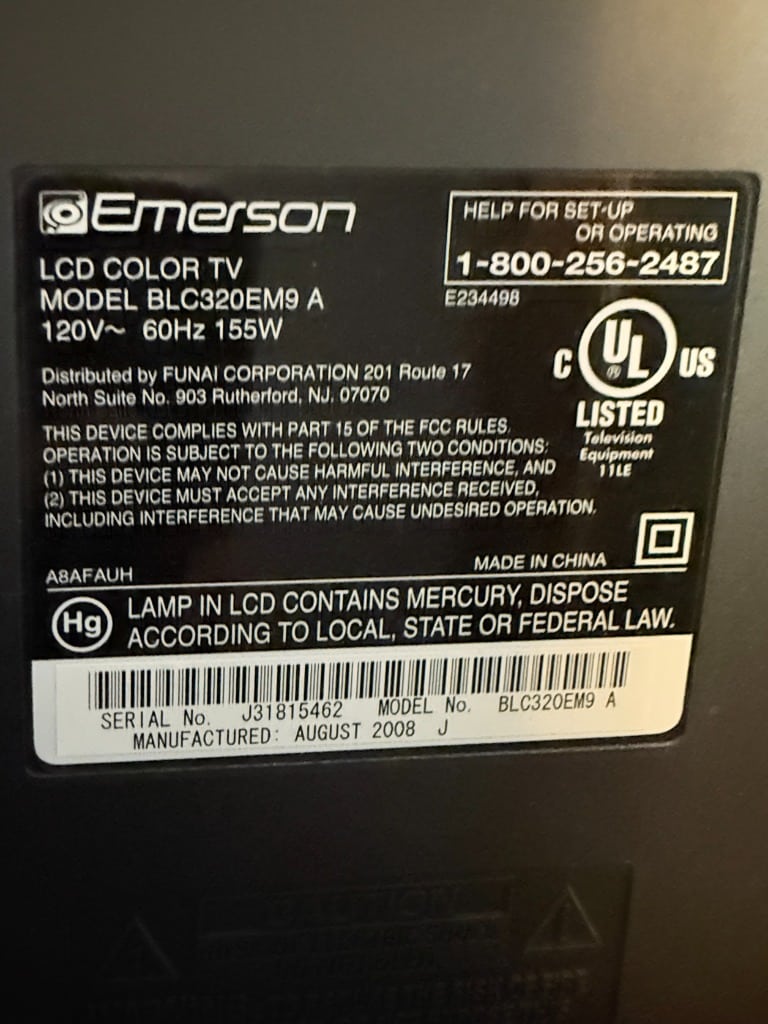 Emerson
HELP FOR SET-UP
OR OPERATING
1-800-256-2487
LCD COLOR TV
MODEL BLC320EM9 A
120V~ 60Hz 155W
E234498
C UL ® US
LISTED
Television
Equipment
11LE
Distributed by FUNAI CORPORATION 201 Route 17
North Suite No. 903 Rutherford, NJ. 07070
THIS DEVICE COMPLIES WITH PART 15 OF THE FCC RULES.
OPERATION IS SUBJECT TO THE FOLLOWING TWO CONDITIONS:
(1) THIS DEVICE MAY NOT CAUSE HARMFUL INTERFERENCE, AND
(2) THIS DEVICE MUST ACCEPT ANY INTERFERENCE RECEIVED,
INCLUDING INTERFERENCE THAT MAY CAUSE UNDESIRED OPERATION.
A8AFAUH
MADE IN CHINA
Hg
LAMP IN LCD CONTAINS MERCURY, DISPOSE
ACCORDING TO LOCAL, STATE OR FEDERAL LAW.
SERIAL No. J31815462 MODEL No. BLC320EM9 A
MANUFACTURED: AUGUST 2008 J
CAUTION